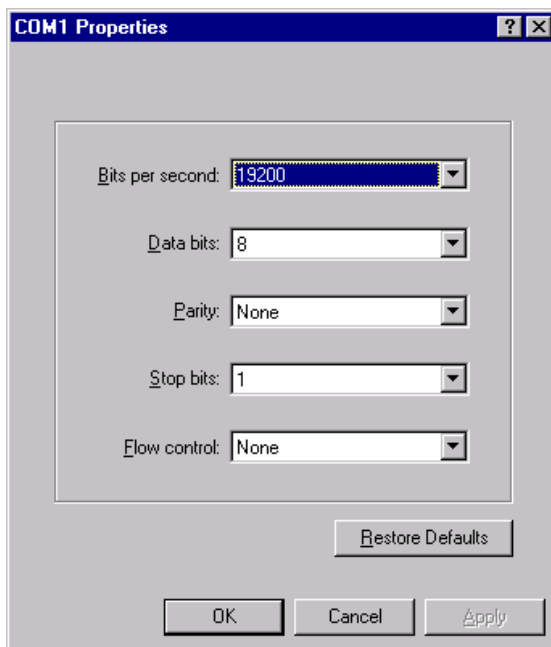 COM1 Properties
Bits per second: 19200
Data bits: 8
Parity: None
Stop bits: 1
Flow control: None
Restore Defaults
OK Cancel Apply